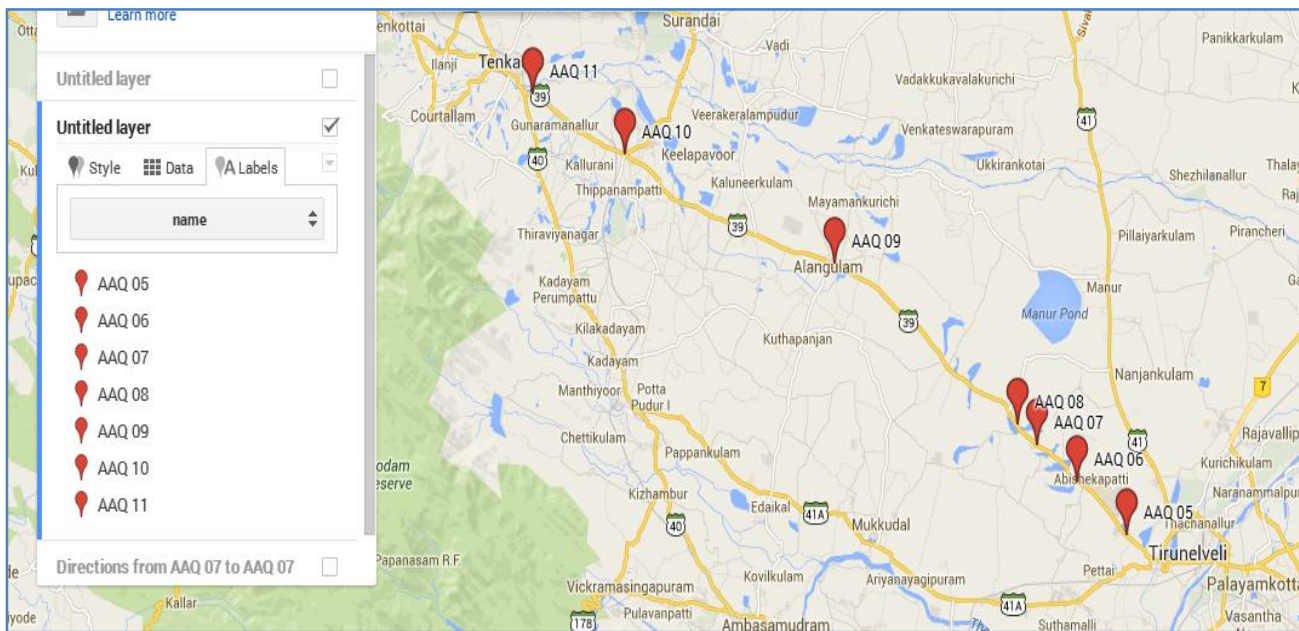 Learn more
Untitled layer
Untitled layer
Style
Data
A Labels
name
AAQ 05
AAQ 06
AAQ 07
AAQ 08
AAQ 09
AAQ 10
AAQ 11
Directions from AAQ 07 to AAQ 07
Surandai
Panikkarkulam
Ilanji
Vadi
AAQ 11
Vadakkukavalakurichi
39
Courtallam
Veerakeralampudur
41
Gunaramanallur
AAQ 10
Venkateswarapuram
40
Kallurani
Keelapavoor
Ukkirankotai
Thippanampatti
Kaluneerkulam
Shezhilanallur
Mayamankurichi
39
Thiraviyanagar
AAQ 09
Pillaiyarkulam
Pirancheri
Alangulam
Kadayam
Perumpattu
Manur
Manur Pond
39
Kilakadayam
Kuthapanjan
Kadayam
Nanjankulam
Manthiyoor
Potta
Pudur I
7
AAQ 08
AAQ 07
Chettikulam
41
Pappankulam
AAQ 06
Kurichikulam
Abishekapatti
Kizhambur
Edaikal
41A
AAQ 05
40
Mukkudal
Thachanallur
Tirunelveli
Papanasam R.F.
Pettai
Vickramasingapuram
Kovilkulam
Ariyanayagipuram
Kallar
41A
178
Pulavanpatti
Ambasamudram
Suthamalli
Vasantha